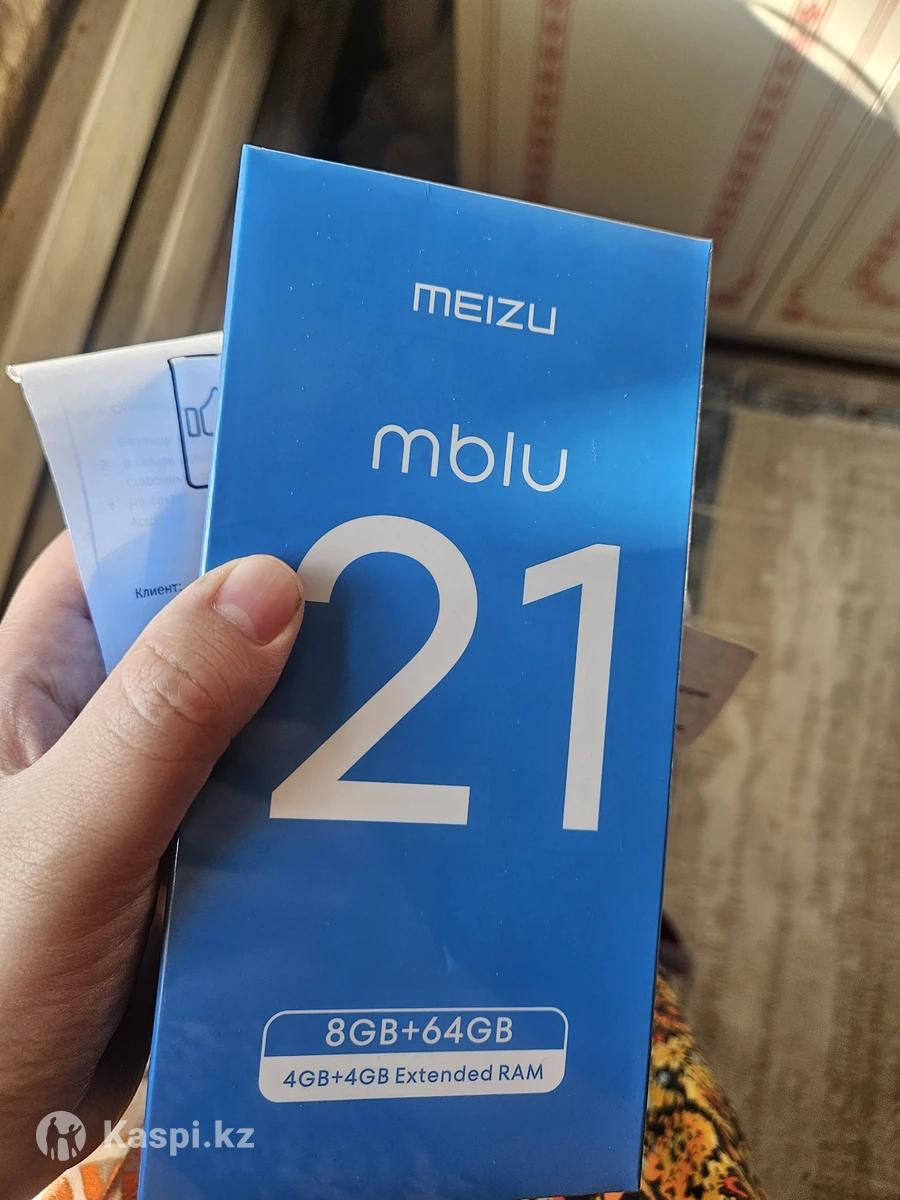 MEIZU
mblu
21
Клиент:
8GB+64GB
4GB+4GB Extended RAM
Kaspi.kz